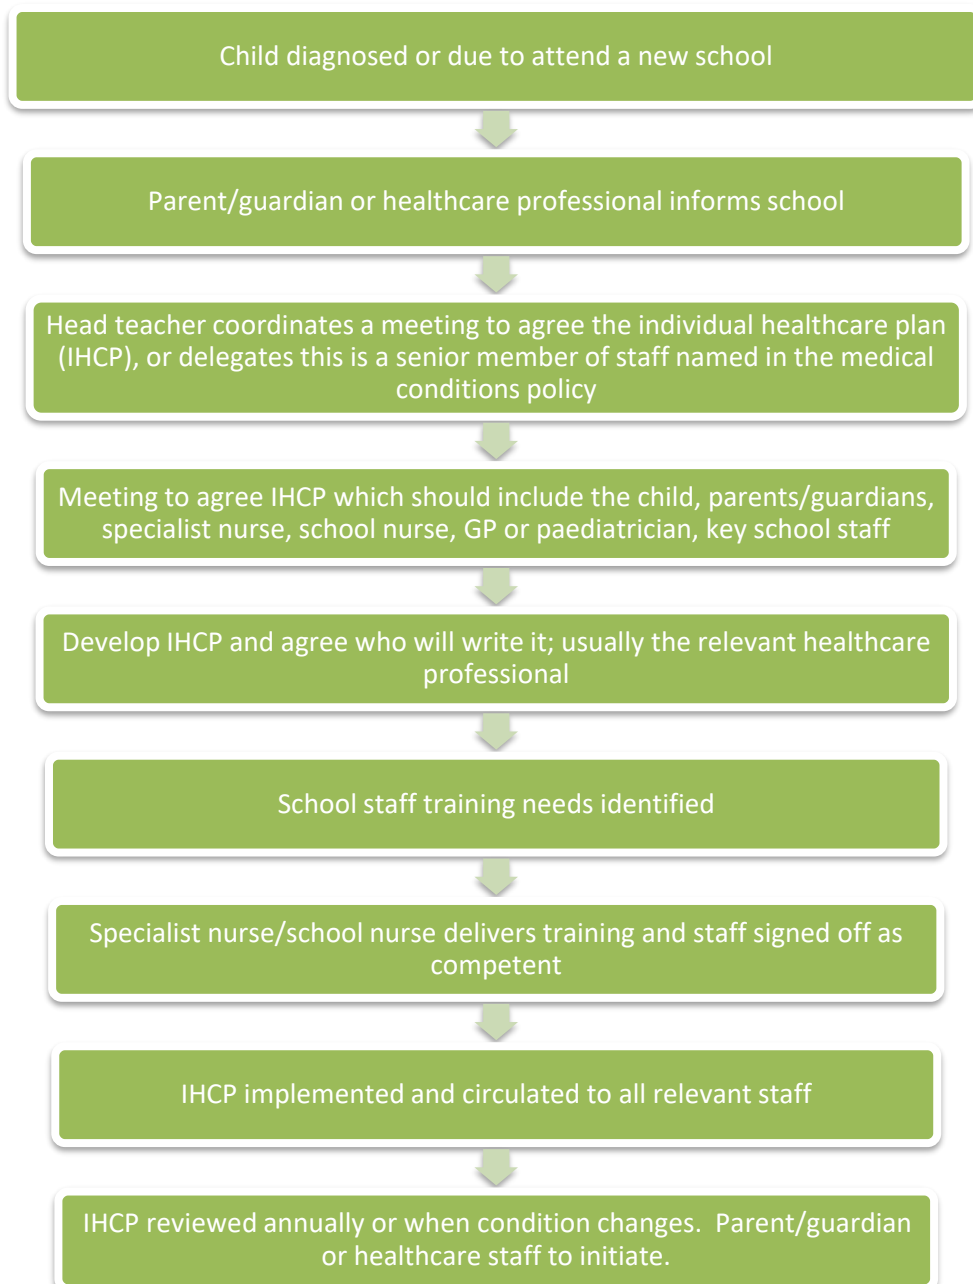 Child diagnosed or due to attend a new school
Parent/guardian or healthcare professional informs school
Head teacher coordinates a meeting to agree the individual healthcare plan
(IHCP), or delegates this is a senior member of staff named in the medical
conditions policy
Meeting to agree IHCP which should include the child, parents/guardians,
specialist nurse, school nurse, GP or paediatrician, key school staff
Develop IHCP and agree who will write it; usually the relevant healthcare
professional
School staff training needs identified
Specialist nurse/school nurse delivers training and staff signed off as
competent
IHCP implemented and circulated to all relevant staff
IHCP reviewed annually or when condition changes.  Parent/guardian
or healthcare staff to initiate.